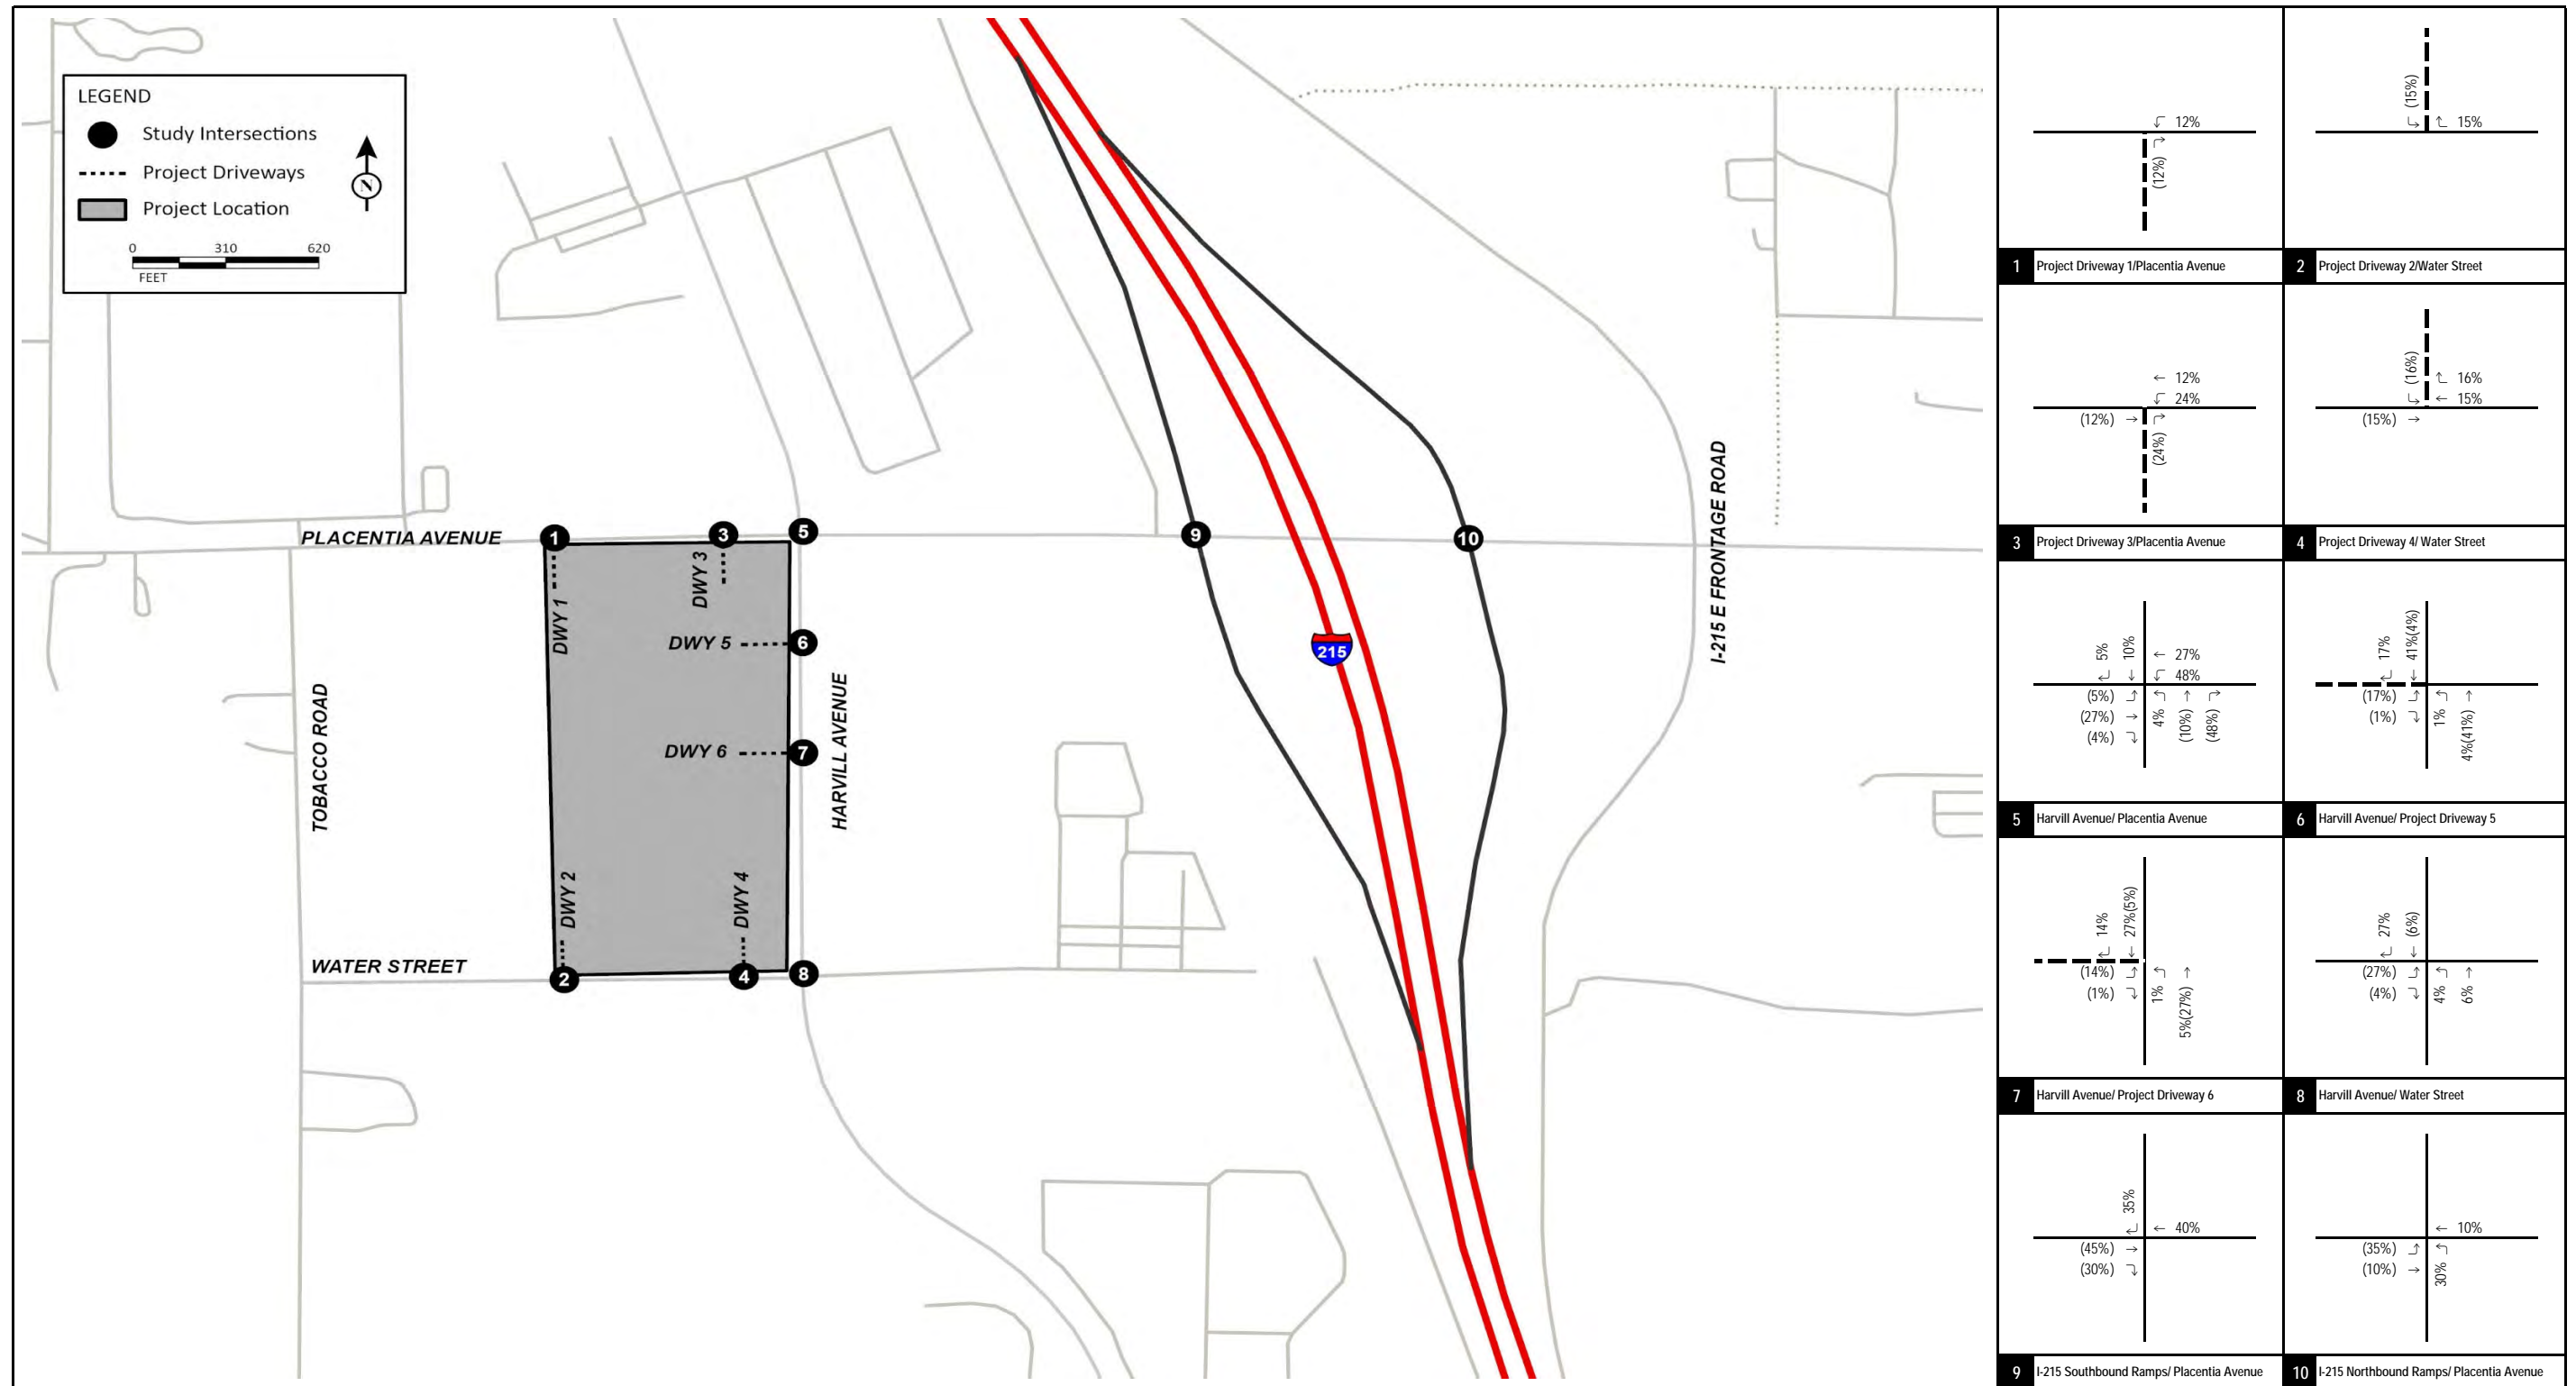 LEGEND
Study Intersections
Project Driveways
Project Location
N
0 310 620
FEET
PLACENTIA AVENUE
1
3
5
9
10
DWY 1
DWY 3
DWY 5
6
DWY 6
7
TOBACCO ROAD
HARVILL AVENUE
215
I-215 E FRONTAGE ROAD
DWY 2
DWY 4
WATER STREET
2
4
8
← 12%
(12%)
1 Project Driveway 1/Placentia Avenue
(15%)
15%
2 Project Driveway 2/Water Street
← 12%
24%
(12%) →
(24%)
3 Project Driveway 3/Placentia Avenue
(16%)
16%
← 15%
(15%) →
4 Project Driveway 4/ Water Street
5%
10%
← 27%
48%
(5%)
(27%) →
(4%)
4%
(10%)
(48%)
5 Harvill Avenue/ Placentia Avenue
17%
41%(4%)
(17%)
(1%)
1%
4%(41%)
6 Harvill Avenue/ Project Driveway 5
14%
27%(5%)
(14%)
(1%)
1%
5%(27%)
7 Harvill Avenue/ Project Driveway 6
27%
(6%)
(27%)
(4%)
4%
6%
8 Harvill Avenue/ Water Street
35%
← 40%
(45%) →
(30%)
9 I-215 Southbound Ramps/ Placentia Avenue
← 10%
(35%)
(10%) →
30%
10 I-215 Northbound Ramps/ Placentia Avenue